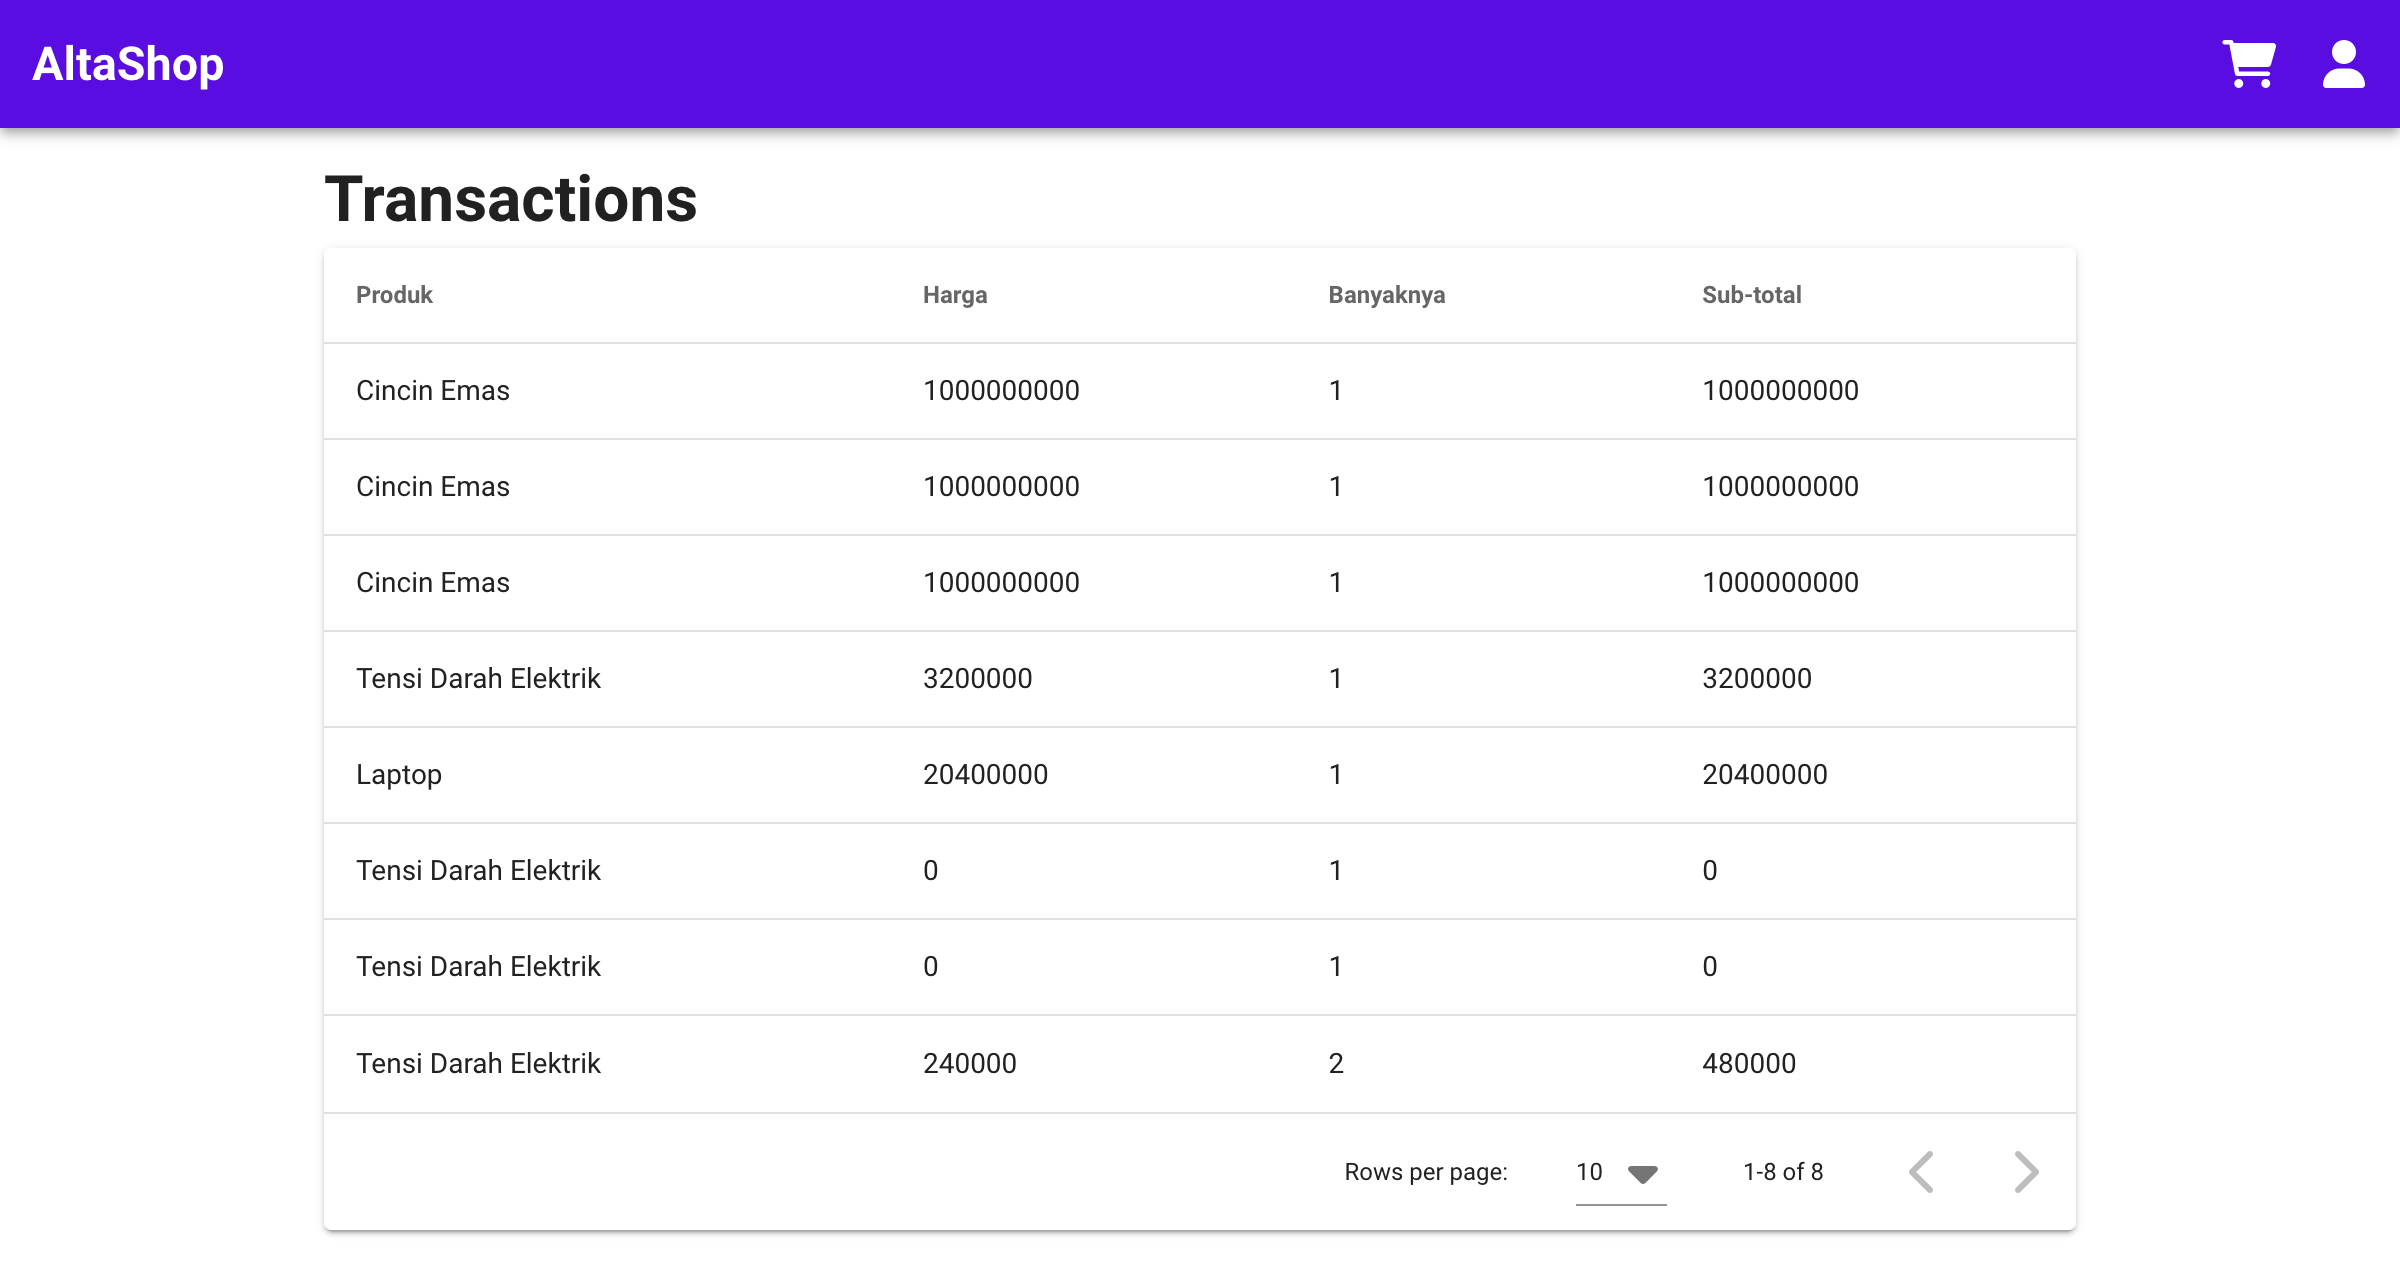 AltaShop
Transactions
Produk Harga Banyaknya Sub-total
Cincin Emas 1000000000 1 1000000000
Cincin Emas 1000000000 1 1000000000
Cincin Emas 1000000000 1 1000000000
Tensi Darah Elektrik 3200000 1 3200000
Laptop 20400000 1 20400000
Tensi Darah Elektrik 0 1 0
Tensi Darah Elektrik 0 1 0
Tensi Darah Elektrik 240000 2 480000
Rows per page: 10 1-8 of 8